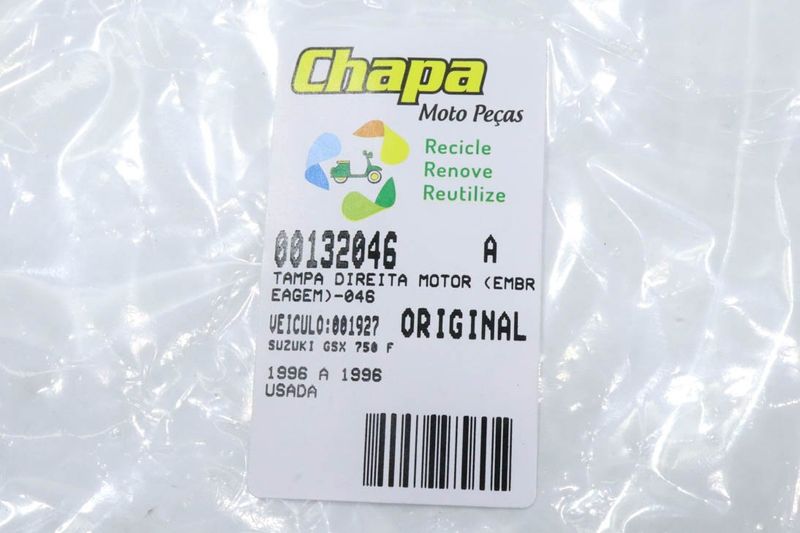 Chapa
Moto Peças
Recicle
Renove
Reutilize
00132046 A
TAMPA DIREITA MOTOR (EMBR
EAGEM)-046
VEICULO:001927 ORIGINAL
SUZUKI GSX 750 F
1996 A 1996
USADA